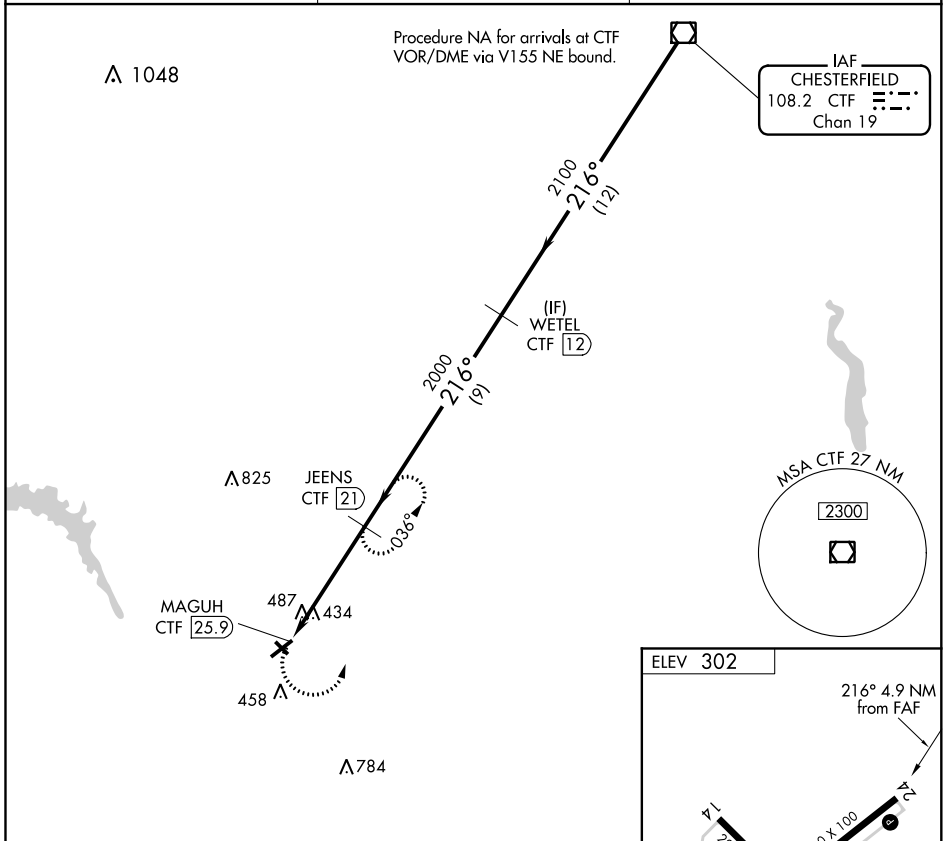 Procedure NA for arrivals at CTF
VOR/DME via V155 NE bound.
1048
IAF
CHESTERFIELD
108.2 CTF
Chan 19
2100
216°
(12)
(IF)
WETEL
CTF 12
2000
216°
(9)
825
JEENS
CTF 21
036°
MSA CTF 27 NM
2300
MAGUH
CTF 25.9
487
434
458
784
ELEV 302
216° 4.9 NM
from FAF
24
14
X 100
P